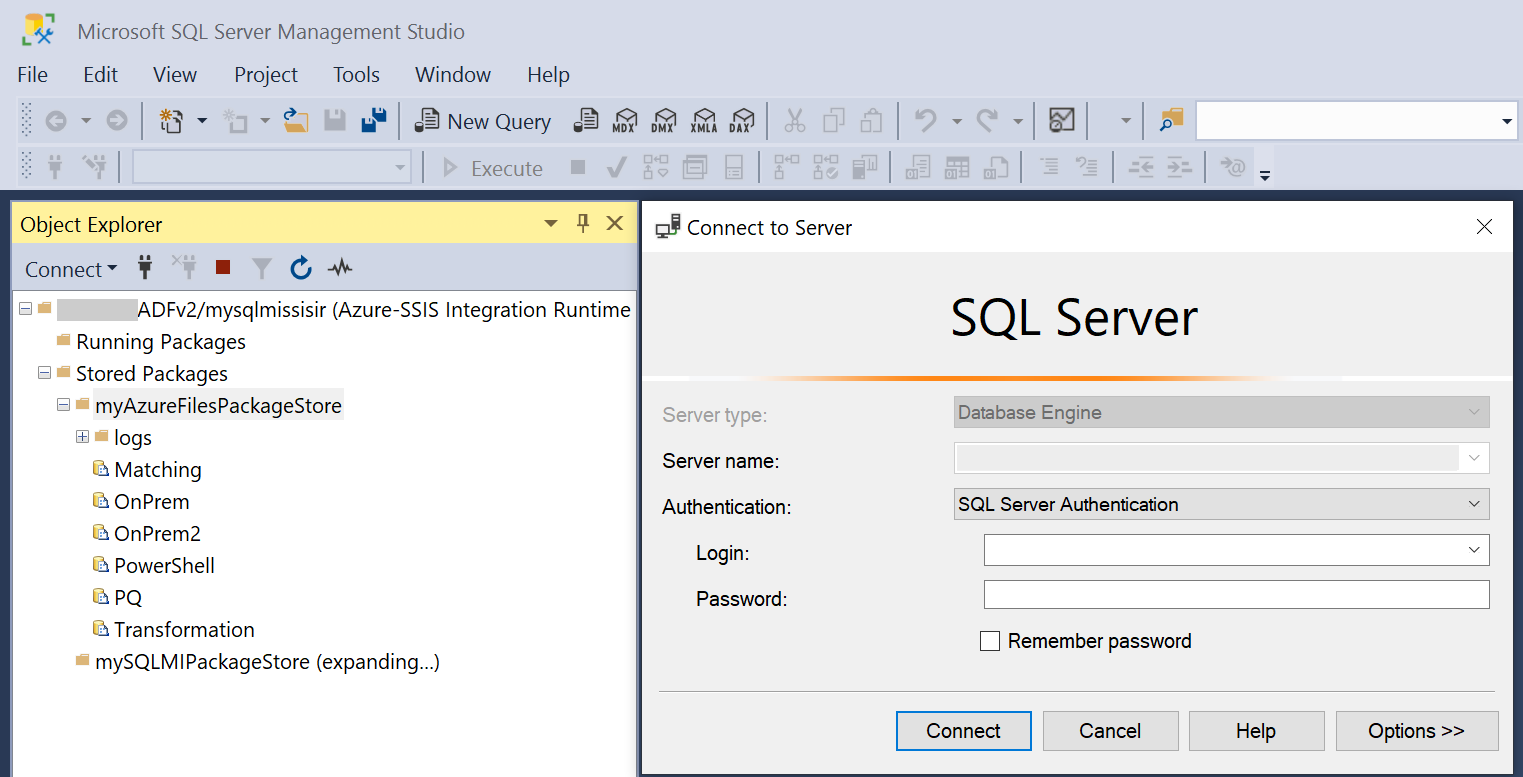 Microsoft SQL Server Management Studio
File Edit View Project Tools Window Help
New Query MDX DMX XMLA DAX
Execute
Object Explorer
Connect
ADFv2/mysqlmissisir (Azure-SSIS Integration Runtime
Running Packages
Stored Packages
myAzureFilesPackageStore
logs
Matching
OnPrem
OnPrem2
PowerShell
PQ
Transformation
mySQLMIPackageStore (expanding...)
Connect to Server
SQL Server
Server type: Database Engine
Server name:
Authentication: SQL Server Authentication
Login:
Password:
Remember password
Connect Cancel Help Options >>